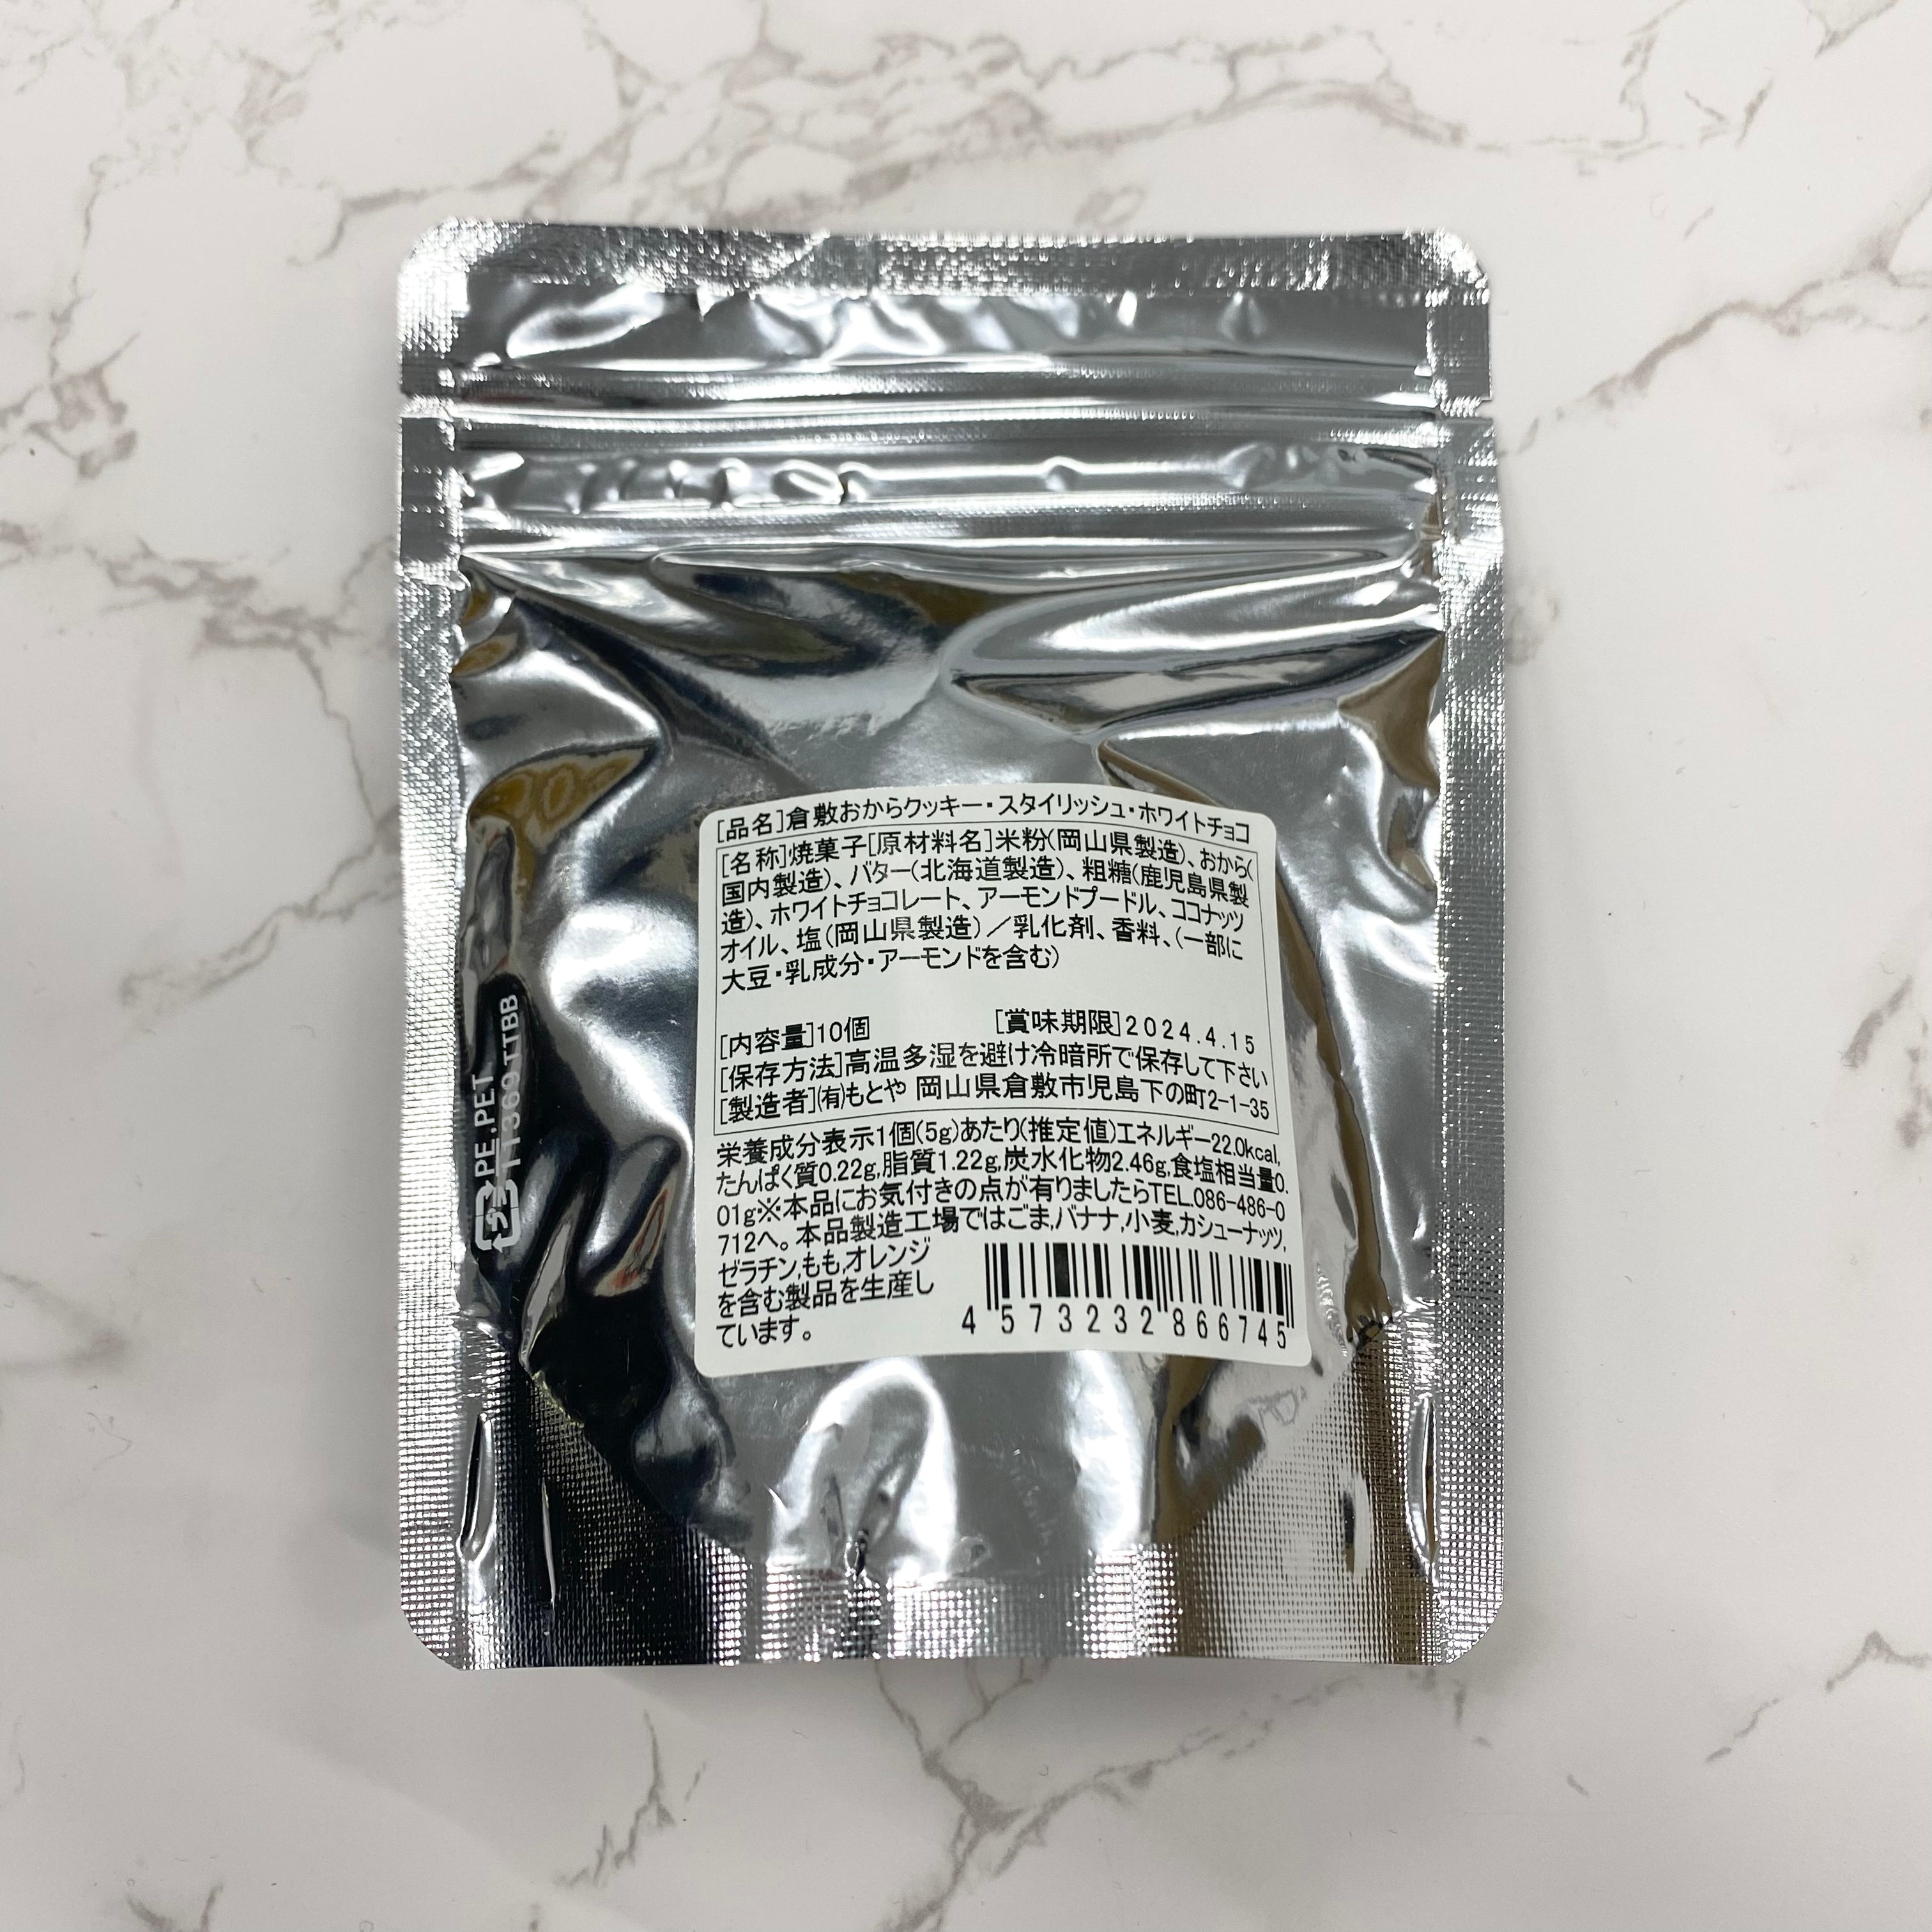 [品名]倉敷おからクッキー・スタイリッシュ・ホワイトチョコ
[名称]焼菓子[原材料名]米粉(岡山県製造)、おから(
国内製造)、バター(北海道製造)、粗糖(鹿児島県製
造)、ホワイトチョコレート、アーモンドプードル、ココナッツ
オイル、塩(岡山県製造)／乳化剤、香料、(一部に
大豆・乳成分・アーモンドを含む)
[内容量]10個 [賞味期限]2024.4.15
[保存方法]高温多湿を避け冷暗所で保存して下さい
[製造者](有)もとや 岡山県倉敷市児島下の町2-1-35
栄養成分表示1個(5g)あたり(推定値)エネルギー22.0kcal,
たんぱく質0.22g,脂質1.22g,炭水化物2.46g,食塩相当量0.
01g※本品にお気付きの点が有りましたらTEL.086-486-0
712へ。本品製造工場ではごま,バナナ,小麦,カシューナッツ,
ゼラチン,もも,オレンジ
を含む製品を生産し
ています。
4573232866745
プラ
PE,PET
11369 TTBB